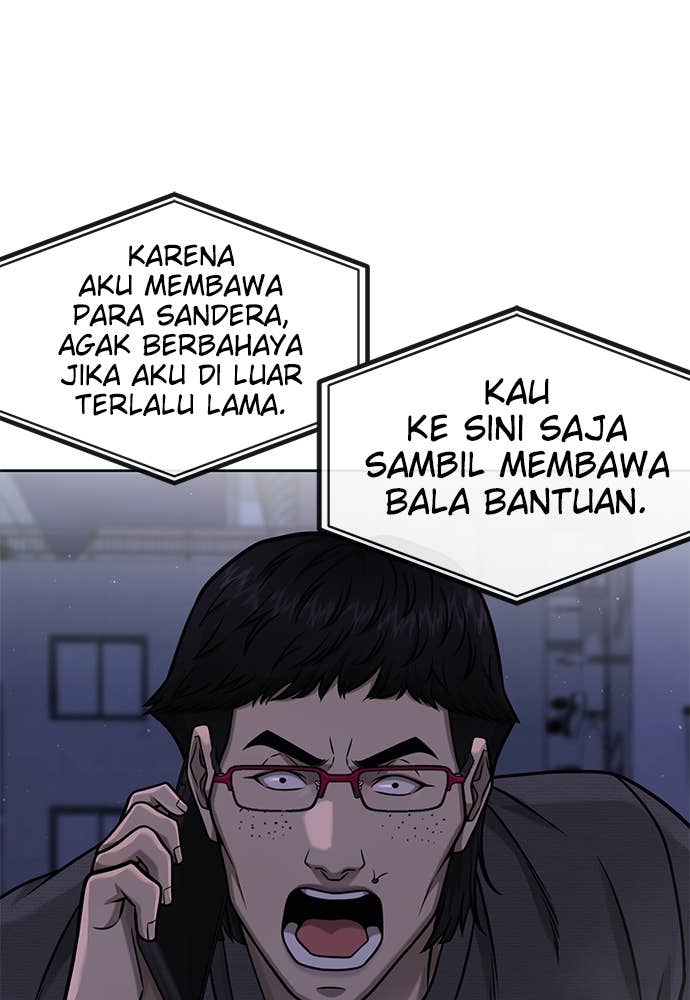 KARENA
AKU MEMBAWA
PARA SANDERA,
AGAK BERBAHAYA
JIKA AKU DI LUAR
TERLALU LAMA.
KAU
KE SINI SAJA
SAMBIL MEMBAWA
BALA BANTUAN.